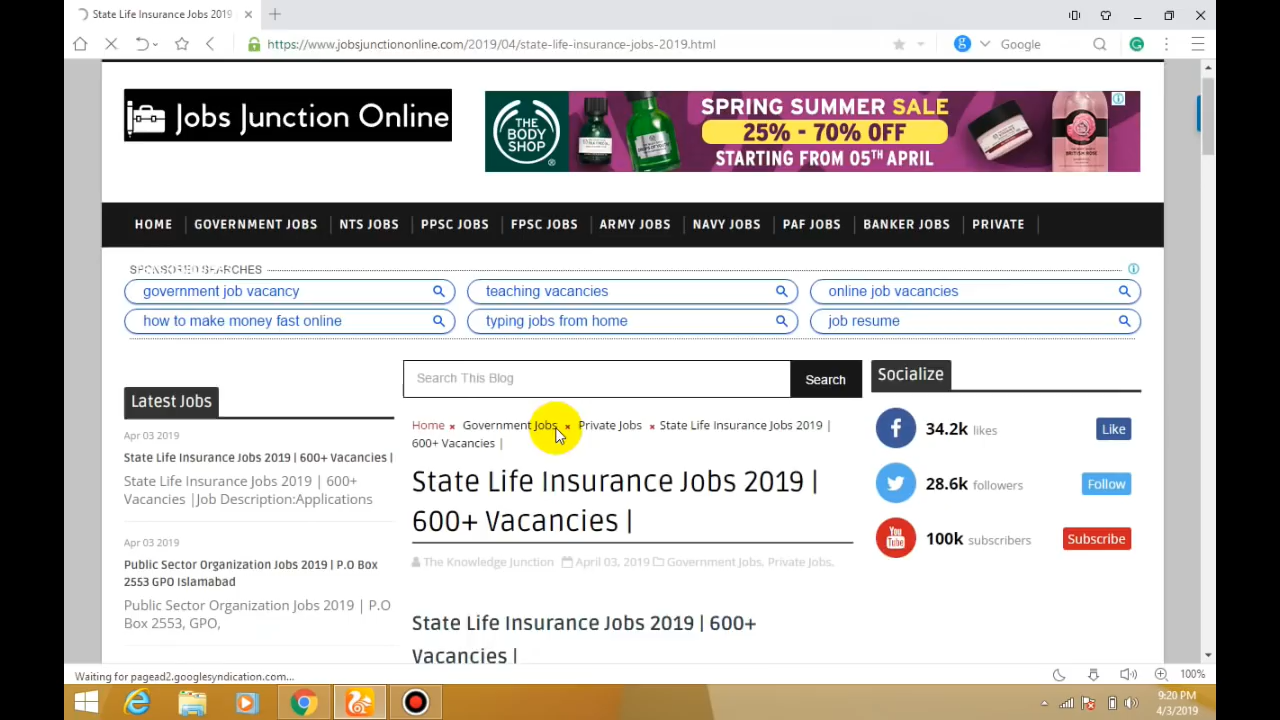 State Life Insurance Jobs 2019
https://www.jobsjunctiononline.com/2019/04/state-life-insurance-jobs-2019.html
g
Google
G
Jobs Junction Online
THE BODY SHOP
SPRING SUMMER SALE
25% - 70% OFF
STARTING FROM 05TH APRIL
BRITISH ROSE
HOME
GOVERNMENT JOBS
NTS JOBS
PPSC JOBS
FPSC JOBS
ARMY JOBS
NAVY JOBS
PAF JOBS
BANKER JOBS
PRIVATE
SPONSORED SEARCHES
government job vacancy
teaching vacancies
online job vacancies
how to make money fast online
typing jobs from home
job resume
Search This Blog
Search
Latest Jobs
Apr 03 2019
State Life Insurance Jobs 2019 | 600+ Vacancies |
State Life Insurance Jobs 2019 | 600+
Vacancies |Job Description:Applications
Apr 03 2019
Public Sector Organization Jobs 2019 | P.O Box
2553 GPO Islamabad
Public Sector Organization Jobs 2019 | P.O
Box 2553, GPO,
Home × Government Jobs × Private Jobs × State Life Insurance Jobs 2019 |
600+ Vacancies |
State Life Insurance Jobs 2019 |
600+ Vacancies |
The Knowledge Junction April 03, 2019 Government Jobs, Private Jobs.
State Life Insurance Jobs 2019 | 600+
Vacancies |
Socialize
34.2k likes
Like
28.6k followers
Follow
You Tube
100k subscribers
Subscribe
Waiting for pagead2.googlesyndication.com...
100%
9:20 PM
4/3/2019